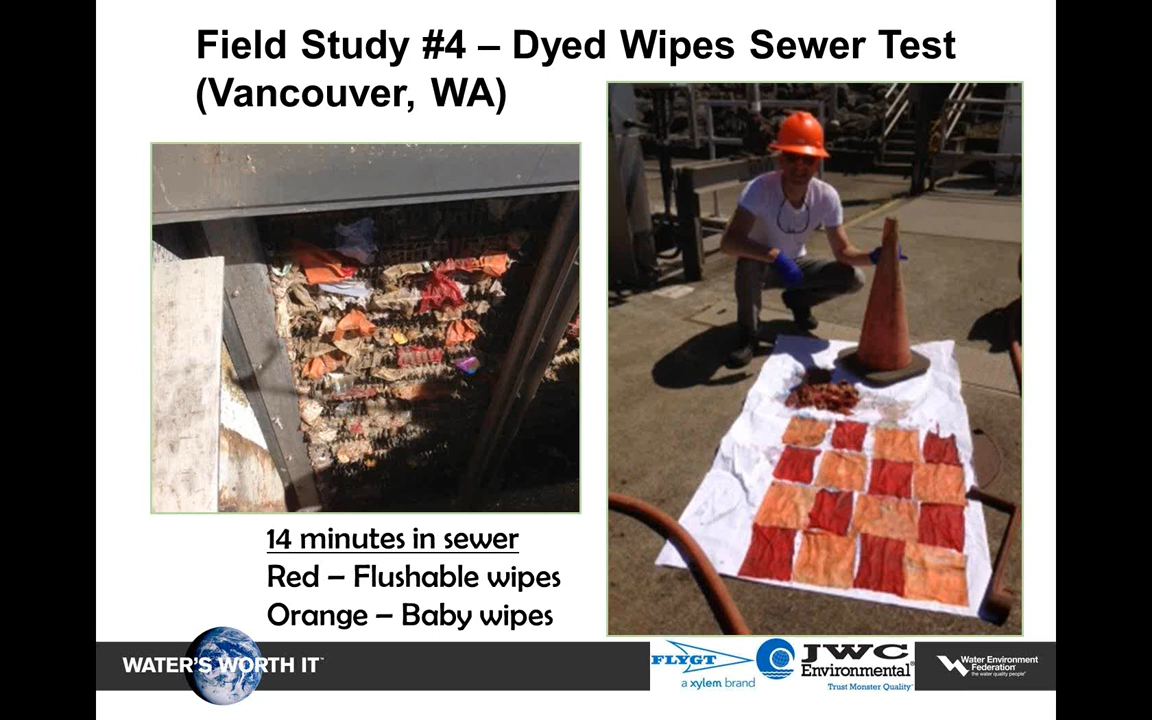 Field Study #4 – Dyed Wipes Sewer Test
(Vancouver, WA)
14 minutes in sewer
Red – Flushable wipes
Orange – Baby wipes
WATER'S WORTH IT™
FLYGT
a xylem brand
JWC
Environmental®
Trust Monster Quality®
Water Environment
Federation®
the water quality people®